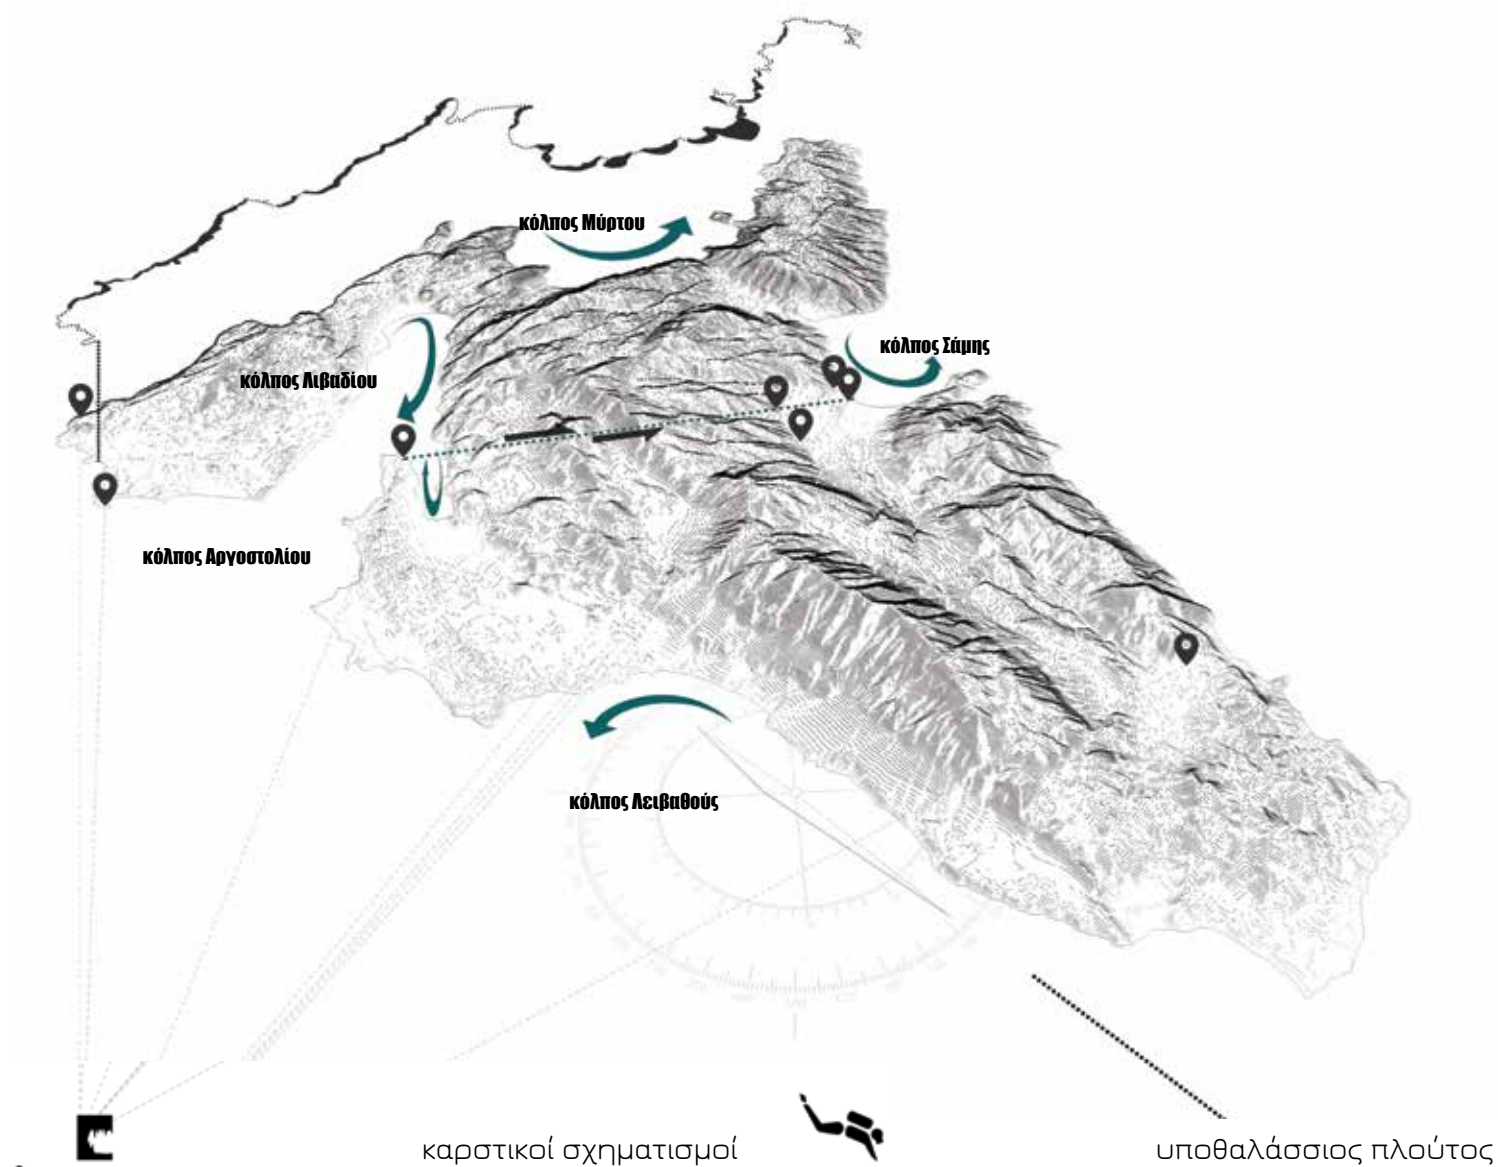 κόλπος Μύρτου
κόλπος Σάμης
κόλπος Λιβαδίου
κόλπος Αργοστολίου
κόλπος Λειβαθούς
καρστικοί σχηματισμοί
υποθαλάσσιος πλούτος